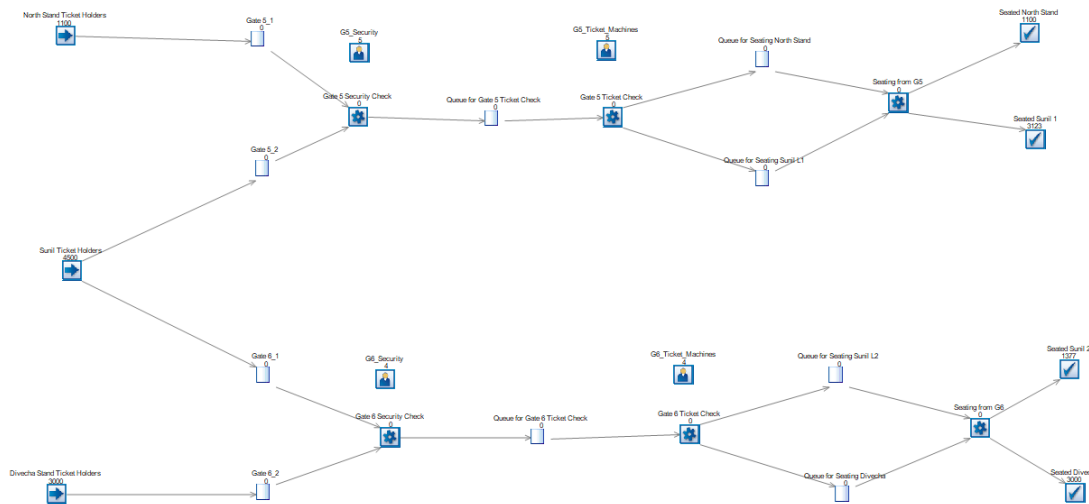 North Stand Ticket Holders
1100
Gate 5_1
0
G5_Security
5
G5_Ticket_Machines
5
Queue for Seating North Stand
0
Seated North Stand
1100
Gate 5 Security Check
0
Queue for Gate 5 Ticket Check
0
Gate 5 Ticket Check
0
Seating from G5
0
Seated Sunil 1
3123
Gate 5_2
0
Queue for Seating Sunil L1
0
Sunil Ticket Holders
4500
Gate 6_1
0
G6_Security
4
G6_Ticket_Machines
4
Queue for Seating Sunil L2
0
Seated Sunil 2
1377
Gate 6 Security Check
0
Queue for Gate 6 Ticket Check
0
Gate 6 Ticket Check
0
Seating from G6
0
Divecha Stand Ticket Holders
3000
Gate 6_2
0
Queue for Seating Divecha
0
Seated Divec
3000